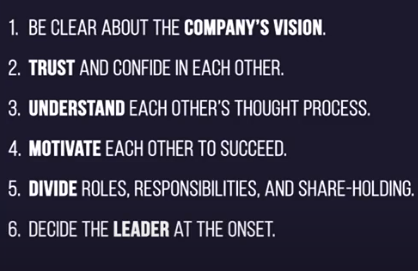 1. BE CLEAR ABOUT THE COMPANY'S VISION.
2. TRUST AND CONFIDE IN EACH OTHER.
3. UNDERSTAND EACH OTHER'S THOUGHT PROCESS.
4. MOTIVATE EACH OTHER TO SUCCEED.
5. DIVIDE ROLES, RESPONSIBILITIES, AND SHARE-HOLDING.
6. DECIDE THE LEADER AT THE ONSET.